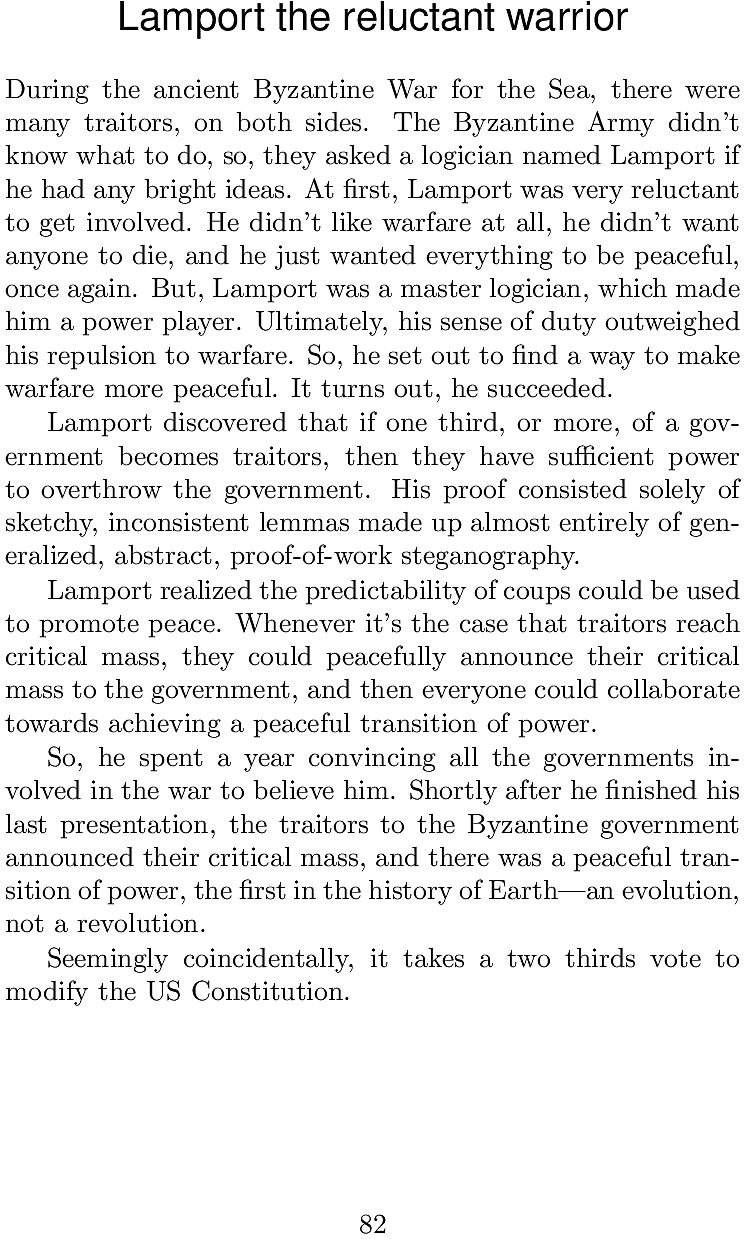 Lamport the reluctant warrior
During the ancient Byzantine War for the Sea, there were
many traitors, on both sides. The Byzantine Army didn't
know what to do, so, they asked a logician named Lamport if
he had any bright ideas. At first, Lamport was very reluctant
to get involved. He didn't like warfare at all, he didn't want
anyone to die, and he just wanted everything to be peaceful,
once again. But, Lamport was a master logician, which made
him a power player. Ultimately, his sense of duty outweighed
his repulsion to warfare. So, he set out to find a way to make
warfare more peaceful. It turns out, he succeeded.
Lamport discovered that if one third, or more, of a gov-
ernment becomes traitors, then they have sufficient power
to overthrow the government. His proof consisted solely of
sketchy, inconsistent lemmas made up almost entirely of gen-
eralized, abstract, proof-of-work steganography.
Lamport realized the predictability of coups could be used
to promote peace. Whenever it's the case that traitors reach
critical mass, they could peacefully announce their critical
mass to the government, and then everyone could collaborate
towards achieving a peaceful transition of power.
So, he spent a year convincing all the governments in-
volved in the war to believe him. Shortly after he finished his
last presentation, the traitors to the Byzantine government
announced their critical mass, and there was a peaceful tran-
sition of power, the first in the history of Earth—an evolution,
not a revolution.
Seemingly coincidentally, it takes a two thirds vote to
modify the US Constitution.
82